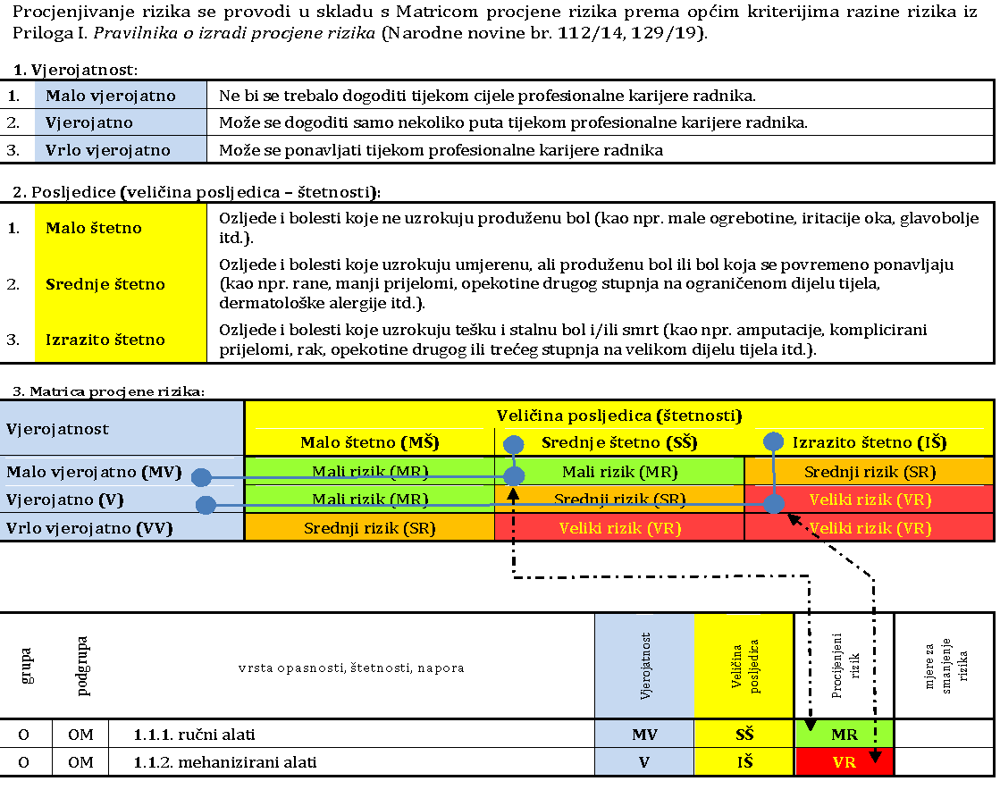 Procjenjivanje rizika se provodi u skladu s Matricom procjene rizika prema općim kriterijima razine rizika iz
Priloga I. Pravilnika o izradi procjene rizika (Narodne novine br. 112/14, 129/19).
1. Vjerojatnost:
1. Malo vjerojatno Ne bi se trebalo dogoditi tijekom cijele profesionalne karijere radnika.
2. Vjerojatno Može se dogoditi samo nekoliko puta tijekom profesionalne karijere radnika.
3. Vrlo vjerojatno Može se ponavljati tijekom profesionalne karijere radnika
2. Posljedice (veličina posljedica – štetnosti):
1. Malo štetno Ozljede i bolesti koje ne uzrokuju produženu bol (kao npr. male ogrebotine, iritacije oka, glavobolje
itd.).
2. Srednje štetno Ozljede i bolesti koje uzrokuju umjerenu, ali produženu bol ili bol koja se povremeno ponavljaju
(kao npr. rane, manji prijelomi, opekotine drugog stupnja na ograničenom dijelu tijela,
dermatološke alergije itd.).
3. Izrazito štetno Ozljede i bolesti koje uzrokuju tešku i stalnu bol i/ili smrt (kao npr. amputacije, komplicirani
prijelomi, rak, opekotine drugog ili trećeg stupnja na velikom dijelu tijela itd.).
3. Matrica procjene rizika:
Vjerojatnost Veličina posljedica (štetnosti)
Malo štetno (MŠ) Srednje štetno (SŠ) Izrazito štetno (IŠ)
Malo vjerojatno (MV) Mali rizik (MR) Mali rizik (MR) Srednji rizik (SR)
Vjerojatno (V) Mali rizik (MR) Srednji rizik (SR) Veliki rizik (VR)
Vrlo vjerojatno (VV) Srednji rizik (SR) Veliki rizik (VR) Veliki rizik (VR)
grupa
podgrupa
vrsta opasnosti, štetnosti, napora
Vjerojatnost
Veličina
posljedica
Procijenjeni
rizik
mjere za
smanjenje
rizika
O OM 1.1.1. ručni alati MV SŠ MR
O OM 1.1.2. mehanizirani alati V IŠ VR